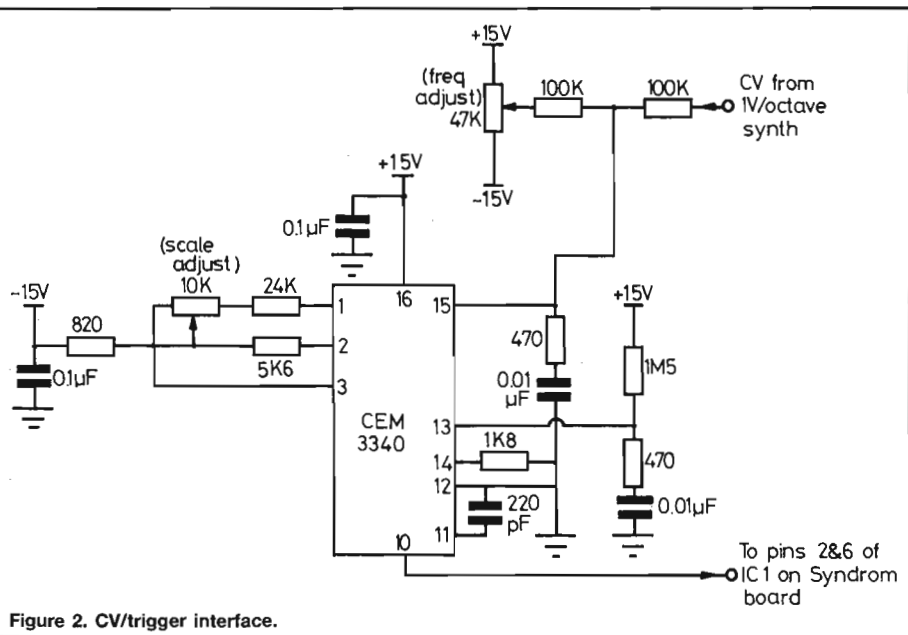 +15V
(freq
adjust)
47K
100K
100K
CV from
1V/octave
synth
-15V
+15V
0.1µF
(scale
adjust)
10K
24K
-15V
820
5K6
0.1µF
1
2
3
16
15
CEM
3340
13
14
12
11
10
470
0.01
µF
1K8
220
pF
+15V
1M5
470
0.01µF
To pins 2&6 of
IC1 on Syndrom
board
Figure 2. CV/trigger interface.